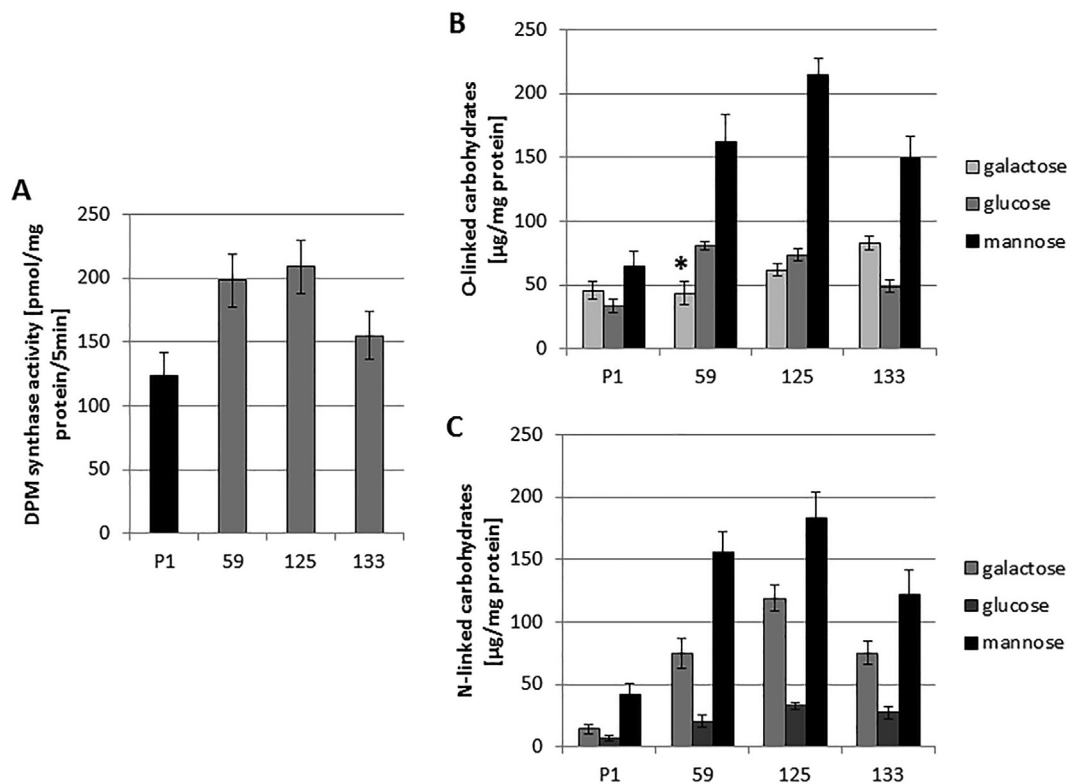 A
DPM synthase activity [pmol/mg
protein/5min]
250
200
150
100
50
0
P1 59 125 133
B
O-linked carbohydrates
[µg/mg protein]
250
200
150
100
50
0
*
P1 59 125 133
galactose
glucose
mannose
C
N-linked carbohydrates
[µg/mg protein]
250
200
150
100
50
0
P1 59 125 133
galactose
glucose
mannose